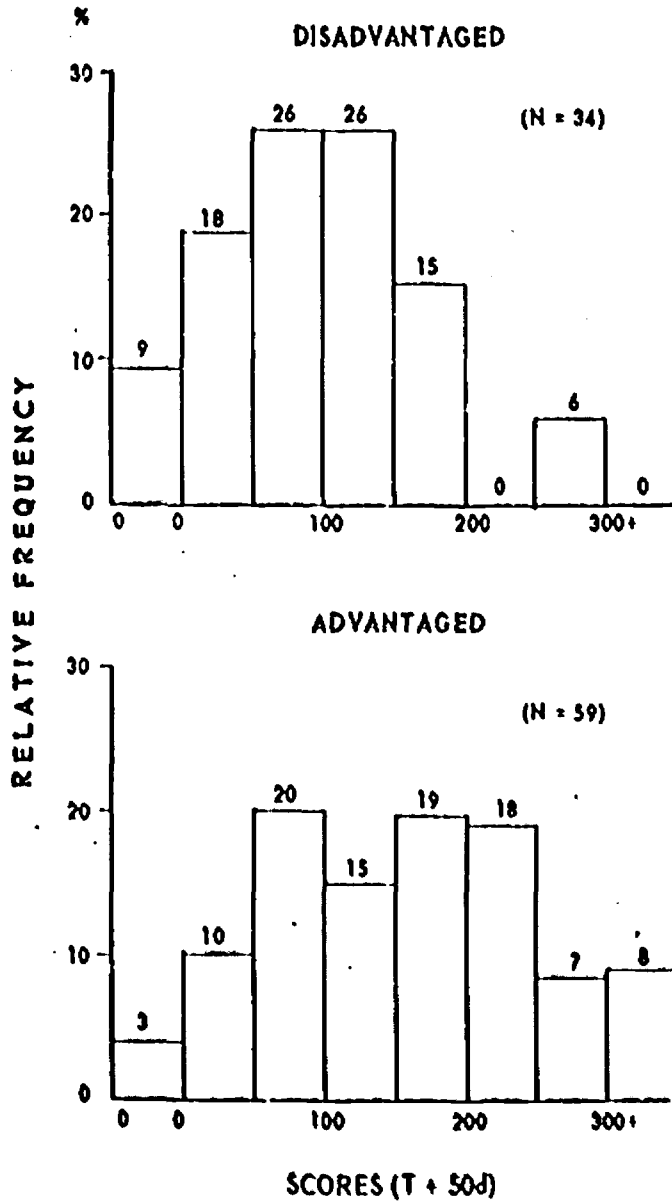 %
DISADVANTAGED
30
(N = 34)
26 26
20
18
15
10
9
6
0 0
0
0 0 100 200 300+
RELATIVE FREQUENCY
ADVANTAGED
30
(N = 59)
20
20
19 18
15
10
10
7 8
3
0
0 0 100 200 300+
SCORES (T + 50d)